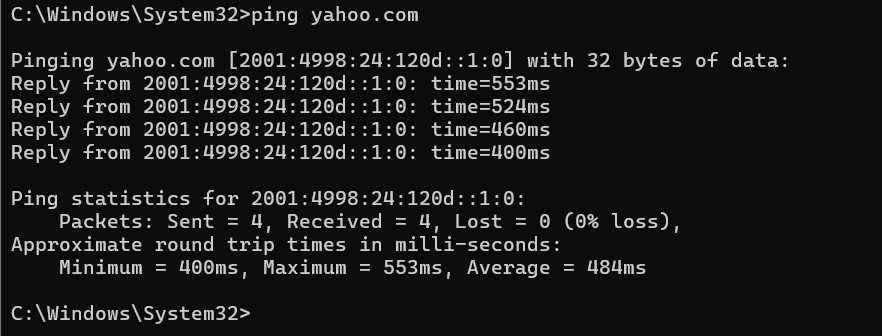 C:\Windows\System32>ping yahoo.com
Pinging yahoo.com [2001:4998:24:120d::1:0] with 32 bytes of data:
Reply from 2001:4998:24:120d::1:0: time=553ms
Reply from 2001:4998:24:120d::1:0: time=524ms
Reply from 2001:4998:24:120d::1:0: time=460ms
Reply from 2001:4998:24:120d::1:0: time=400ms
Ping statistics for 2001:4998:24:120d::1:0:
    Packets: Sent = 4, Received = 4, Lost = 0 (0% loss),
Approximate round trip times in milli-seconds:
    Minimum = 400ms, Maximum = 553ms, Average = 484ms
C:\Windows\System32>